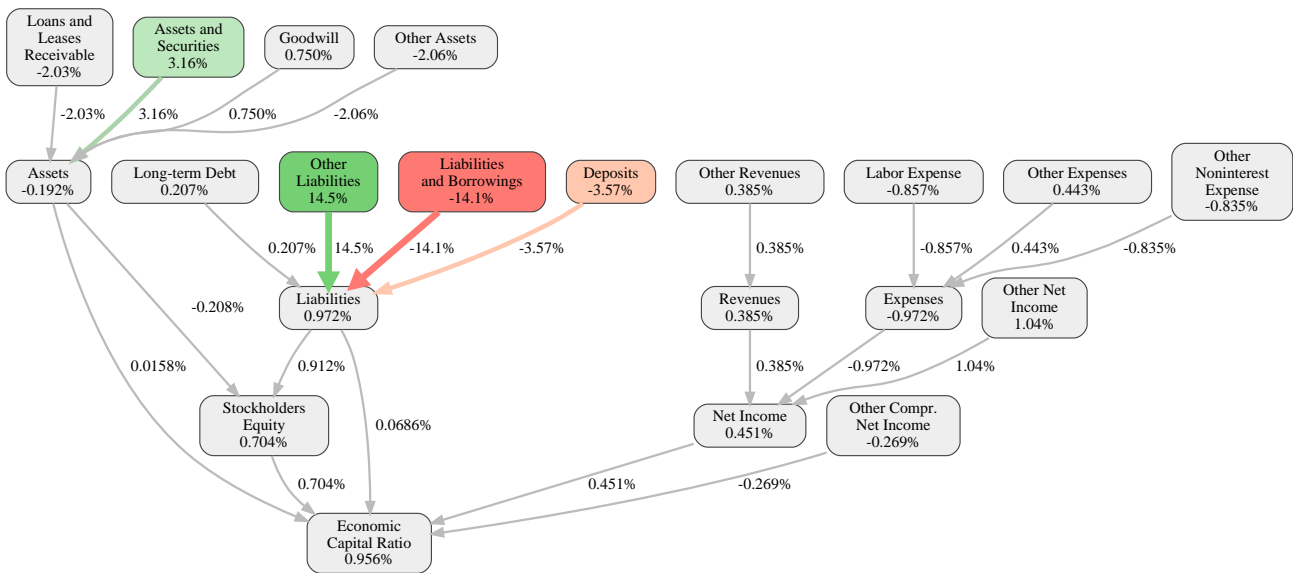 Loans and
Leases
Receivable
-2.03%
Assets and
Securities
3.16%
Goodwill
0.750%
Other Assets
-2.06%
-2.03%
3.16%
0.750%
-2.06%
Assets
-0.192%
Long-term Debt
0.207%
Other
Liabilities
14.5%
Liabilities
and Borrowings
-14.1%
Deposits
-3.57%
Other Revenues
0.385%
Labor Expense
-0.857%
Other Expenses
0.443%
Other
Noninterest
Expense
-0.835%
0.207%
14.5%
-14.1%
-3.57%
0.385%
-0.857%
0.443%
-0.835%
Liabilities
0.972%
Revenues
0.385%
Expenses
-0.972%
Other Net
Income
1.04%
-0.208%
0.0158%
0.912%
0.0686%
0.385%
-0.972%
1.04%
Stockholders
Equity
0.704%
Net Income
0.451%
Other Compr.
Net Income
-0.269%
0.704%
0.451%
-0.269%
Economic
Capital Ratio
0.956%